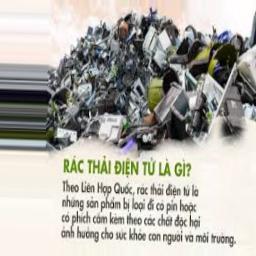 RÁC THẢI ĐIỆN TỬ LÀ GÌ?
Theo Liên Hợp Quốc, rác thải điện tử là
những sản phẩm bị loại đi có pin hoặc
có phích cắm kèm theo các chất độc hại
ảnh hưởng cho sức khỏe con người và môi trường.